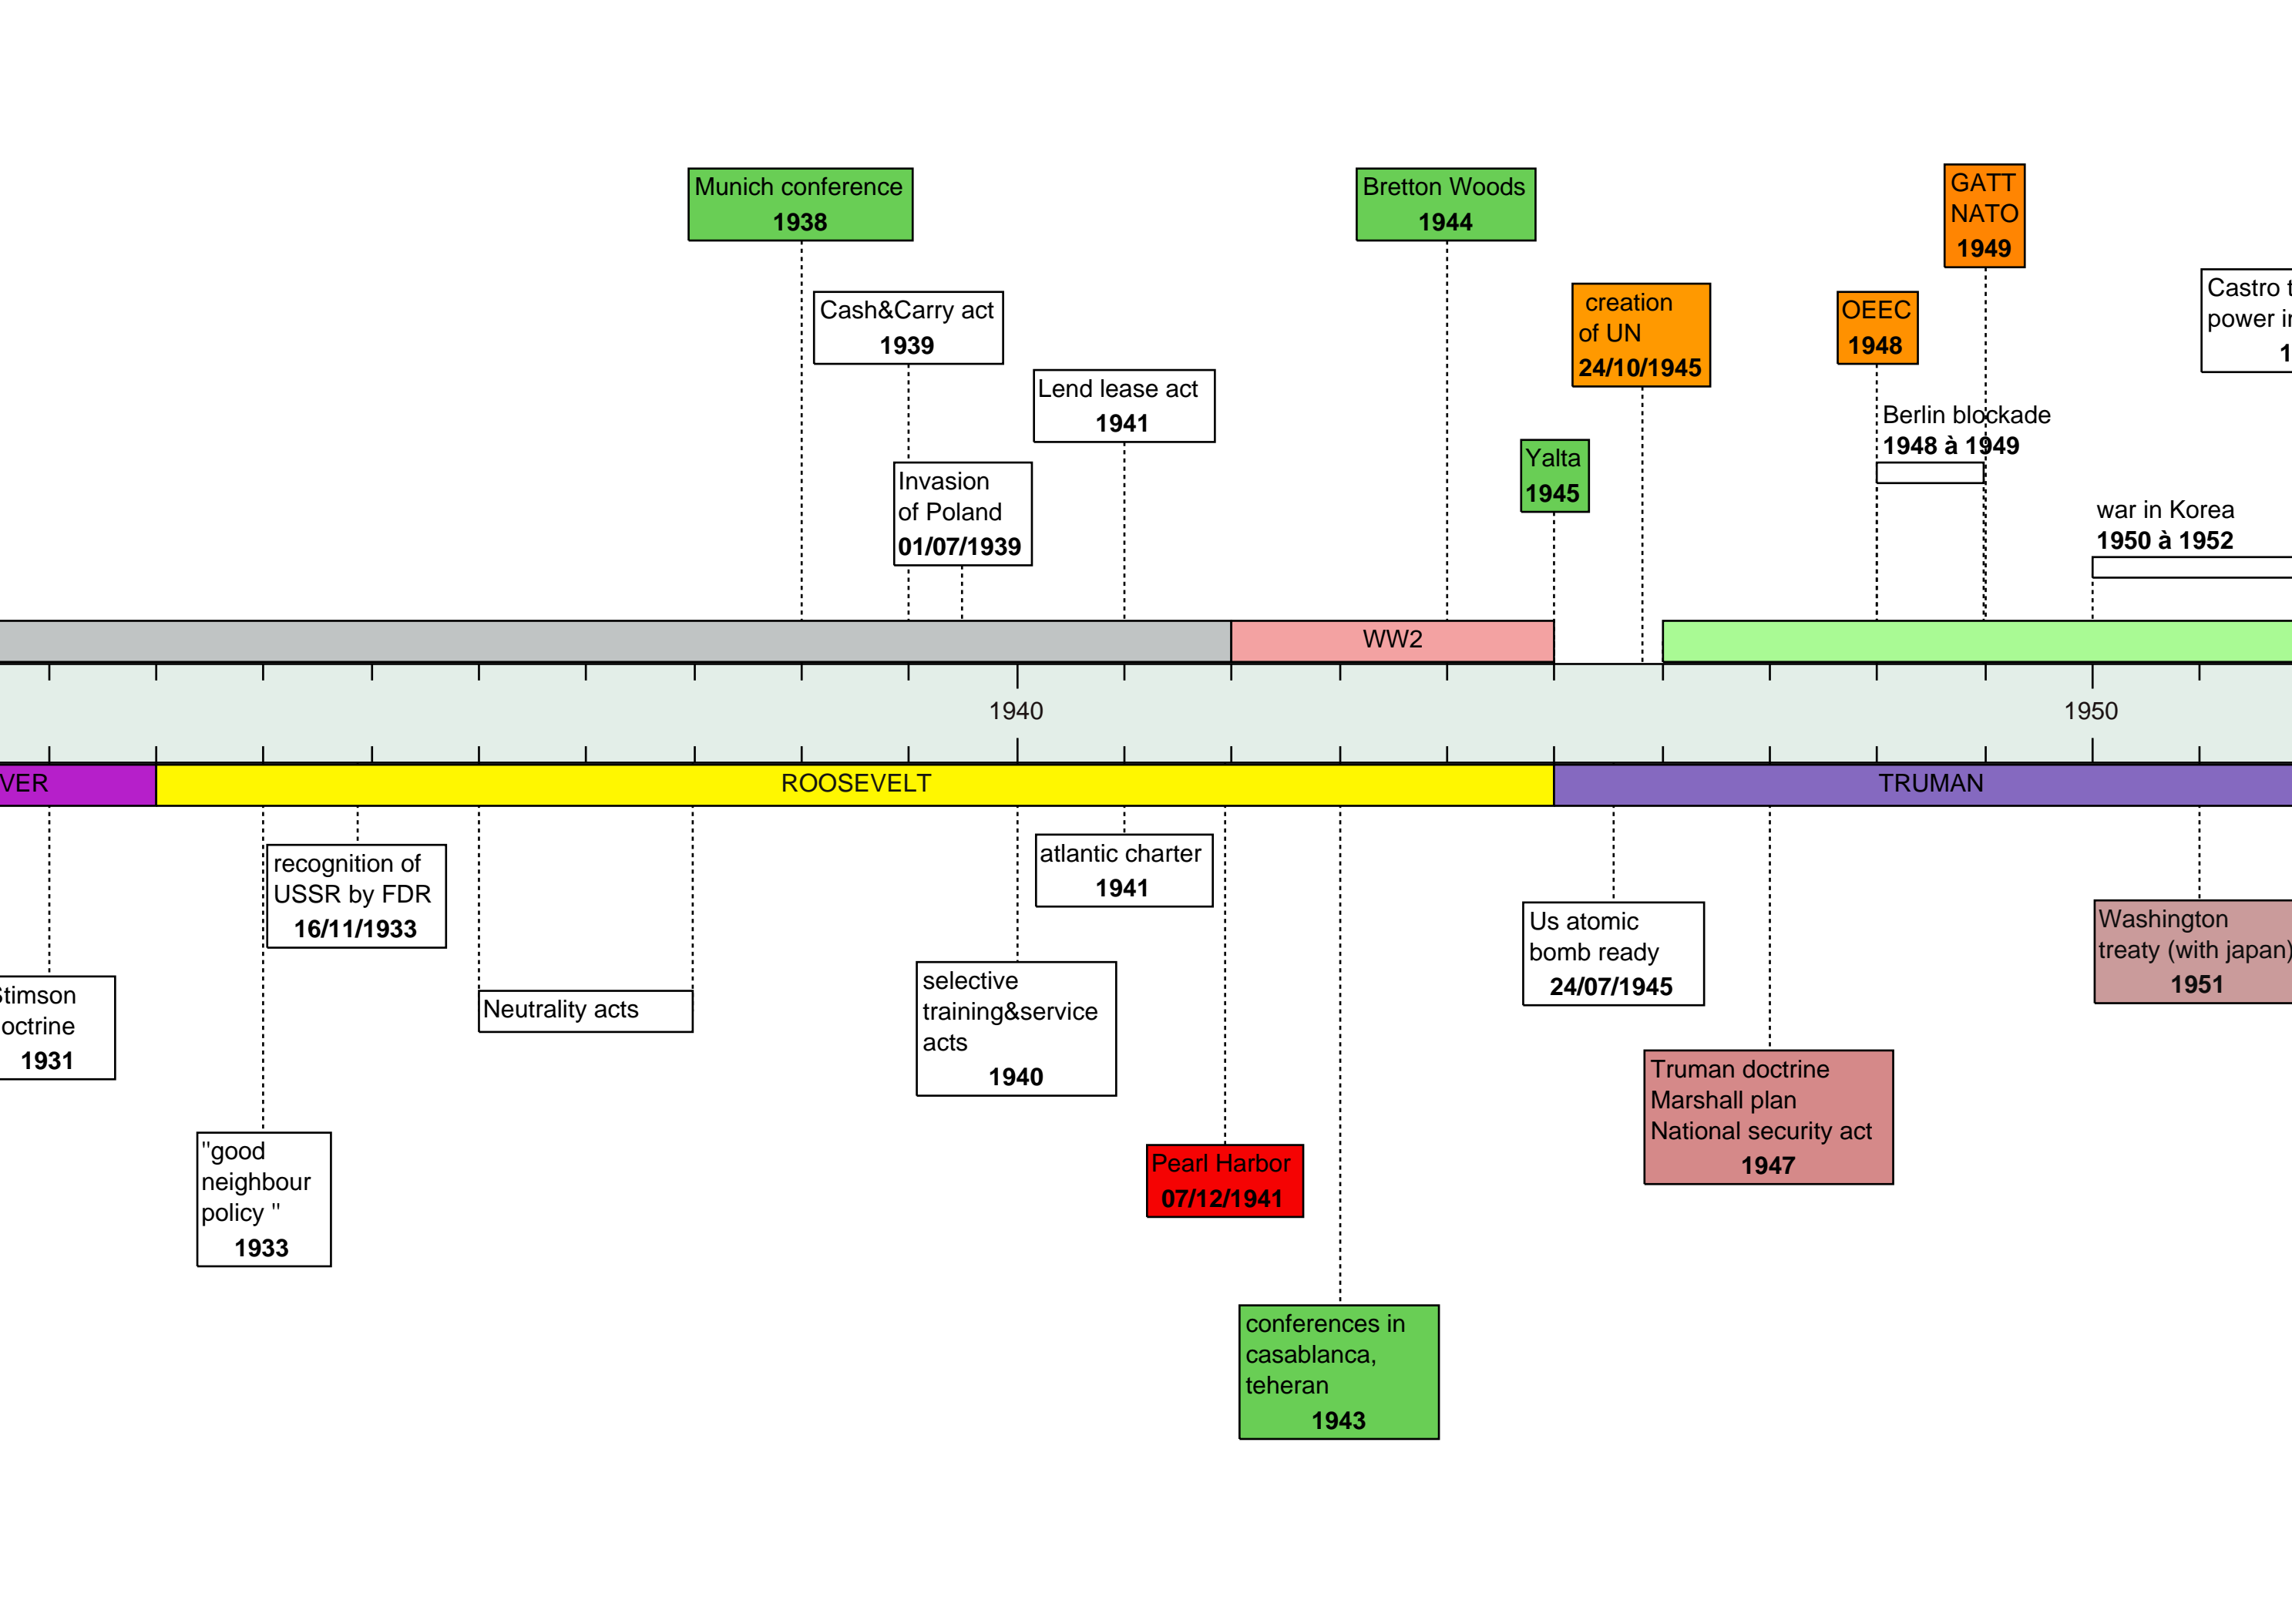 Munich conference
1938
Bretton Woods
1944
GATT
NATO
1949
Cash&Carry act
1939
creation
of UN
24/10/1945
OEEC
1948
Castro t
power i
1
Lend lease act
1941
Berlin blockade
1948 à 1949
Yalta
1945
Invasion
of Poland
01/07/1939
war in Korea
1950 à 1952
WW2
1940
1950
VER
ROOSEVELT
TRUMAN
recognition of
USSR by FDR
16/11/1933
atlantic charter
1941
Us atomic
bomb ready
24/07/1945
Washington
treaty (with japan)
1951
Stimson
octrine
1931
Neutrality acts
selective
training&service
acts
1940
Truman doctrine
Marshall plan
National security act
1947
"good
neighbour
policy "
1933
Pearl Harbor
07/12/1941
conferences in
casablanca,
teheran
1943